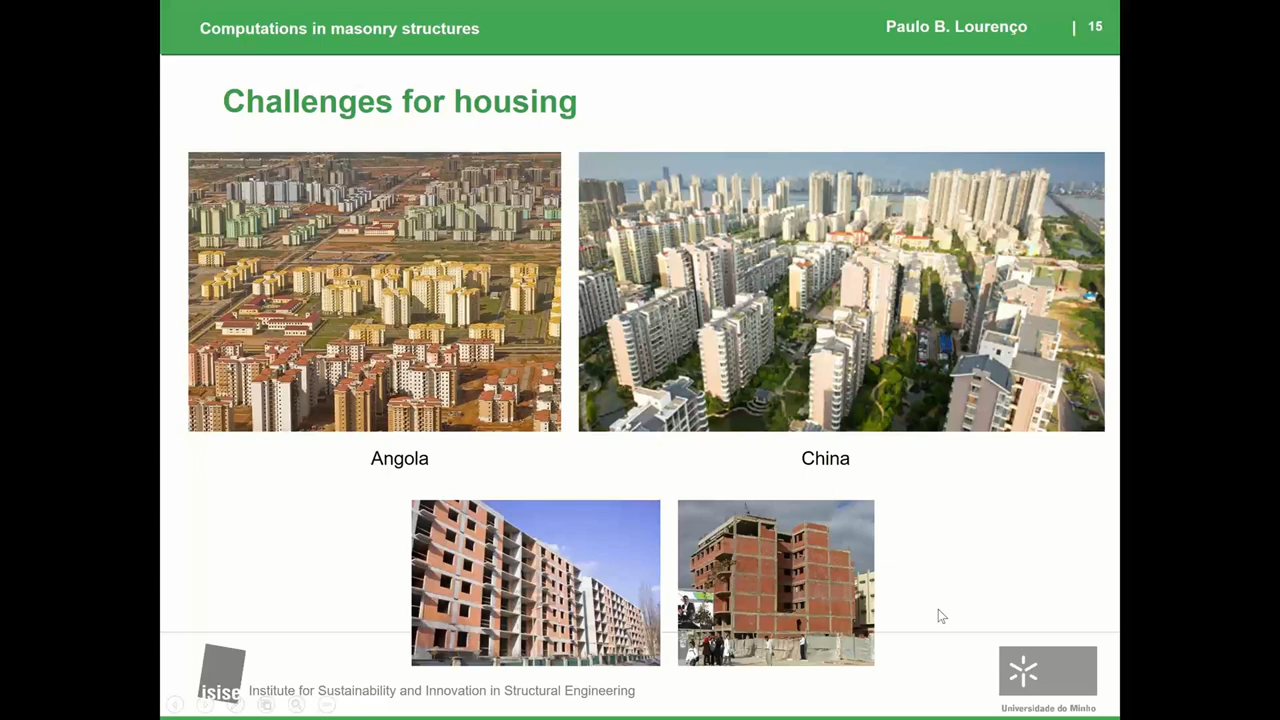 Computations in masonry structures
Paulo B. Lourenço
| 15
Challenges for housing
Angola
China
isise
Institute for Sustainability and Innovation in Structural Engineering
Universidade do Minho